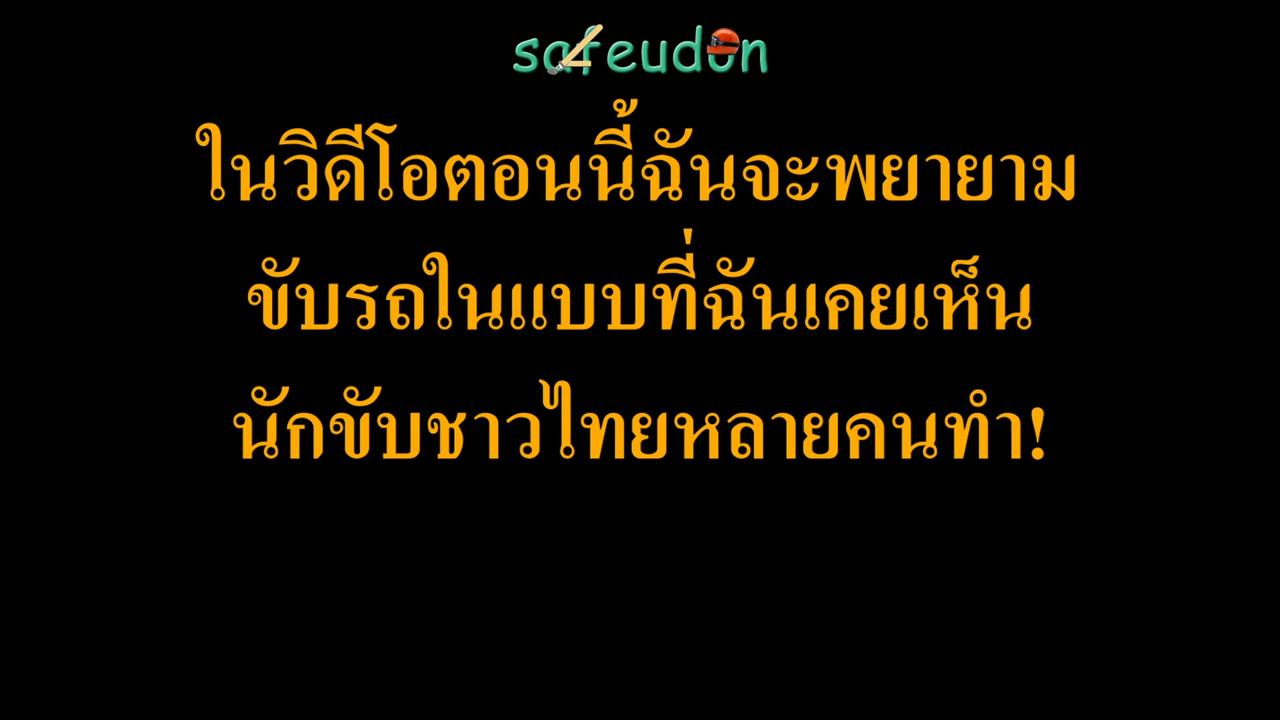 safeudon
ในวิดีโอตอนนี้ฉันจะพยายาม
ขับรถในแบบที่ฉันเคยเห็น
นักขับชาวไทยหลายคนทำ!